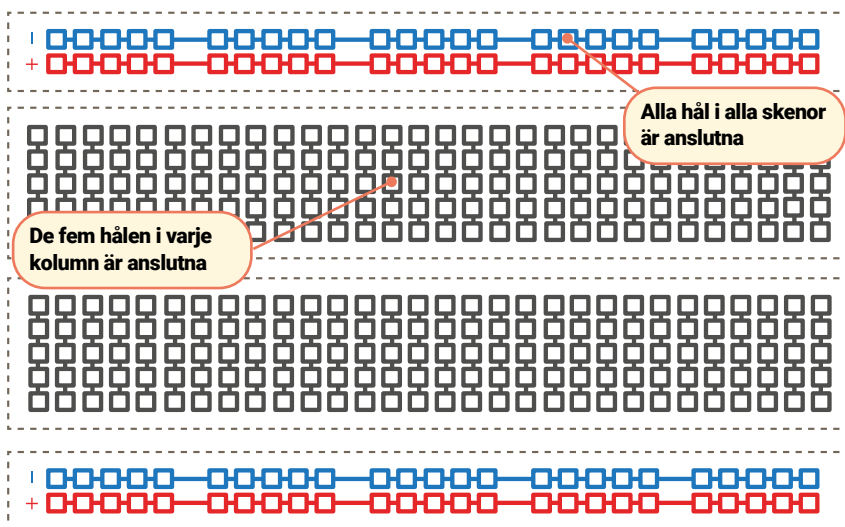 –
+
Alla hål i alla skenor
är anslutna
De fem hålen i varje
kolumn är anslutna
–
+